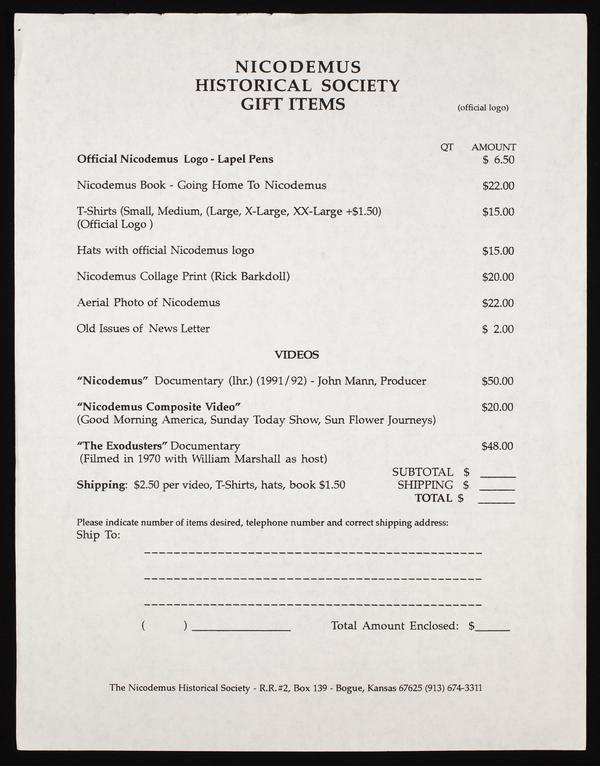 NICODEMUS
HISTORICAL SOCIETY
GIFT ITEMS
(official logo)
QT AMOUNT
Official Nicodemus Logo - Lapel Pens $ 6.50
Nicodemus Book - Going Home To Nicodemus $22.00
T-Shirts (Small, Medium, (Large, X-Large, XX-Large +$1.50) $15.00
(Official Logo )
Hats with official Nicodemus logo $15.00
Nicodemus Collage Print (Rick Barkdoll) $20.00
Aerial Photo of Nicodemus $22.00
Old Issues of News Letter $ 2.00
VIDEOS
"Nicodemus" Documentary (lhr.) (1991/92) - John Mann, Producer $50.00
"Nicodemus Composite Video" $20.00
(Good Morning America, Sunday Today Show, Sun Flower Journeys)
"The Exodusters" Documentary $48.00
(Filmed in 1970 with William Marshall as host)
SUBTOTAL $ ______
Shipping: $2.50 per video, T-Shirts, hats, book $1.50 SHIPPING $ ______
TOTAL $ ______
Please indicate number of items desired, telephone number and correct shipping address:
Ship To:
( ) ________________ Total Amount Enclosed: $______
The Nicodemus Historical Society - R.R.#2, Box 139 - Bogue, Kansas 67625 (913) 674-3311